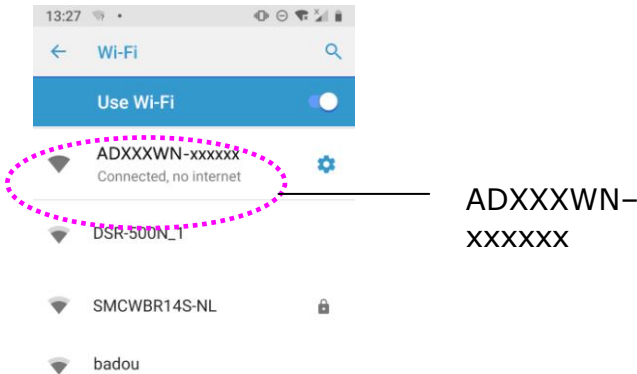 13:27
Wi-Fi
Use Wi-Fi
ADXXXWN-xxxxxx
Connected, no internet
ADXXXWN–
xxxxxx
DSR-500N_1
SMCWBR14S-NL
badou